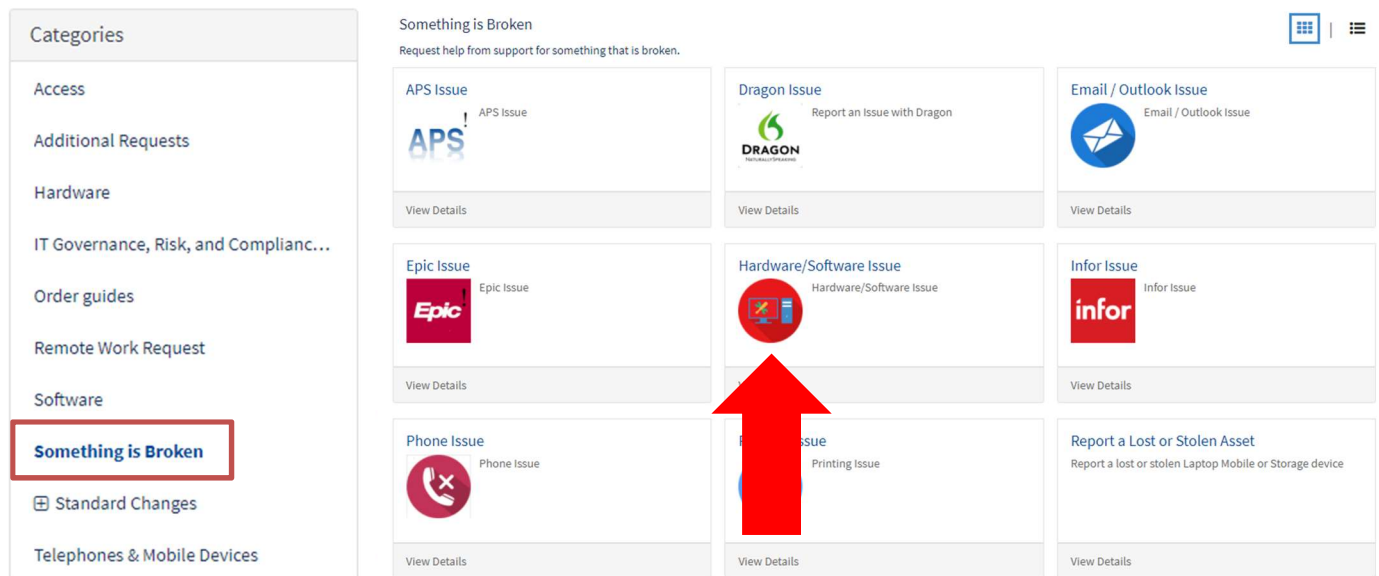 Categories
Access
Additional Requests
Hardware
IT Governance, Risk, and Complianc...
Order guides
Remote Work Request
Software
Something is Broken
Standard Changes
Telephones & Mobile Devices
Something is Broken
Request help from support for something that is broken.
APS Issue
APS Issue
APS!
View Details
Dragon Issue
Report an Issue with Dragon
DRAGON
NATURALLYSPEAKING
View Details
Email / Outlook Issue
Email / Outlook Issue
View Details
Epic Issue
Epic Issue
Epic!
View Details
Hardware/Software Issue
Hardware/Software Issue
Infor Issue
Infor Issue
infor
View Details
Phone Issue
Phone Issue
View Details
Printing Issue
View Details
Report a Lost or Stolen Asset
Report a lost or stolen Laptop Mobile or Storage device
View Details